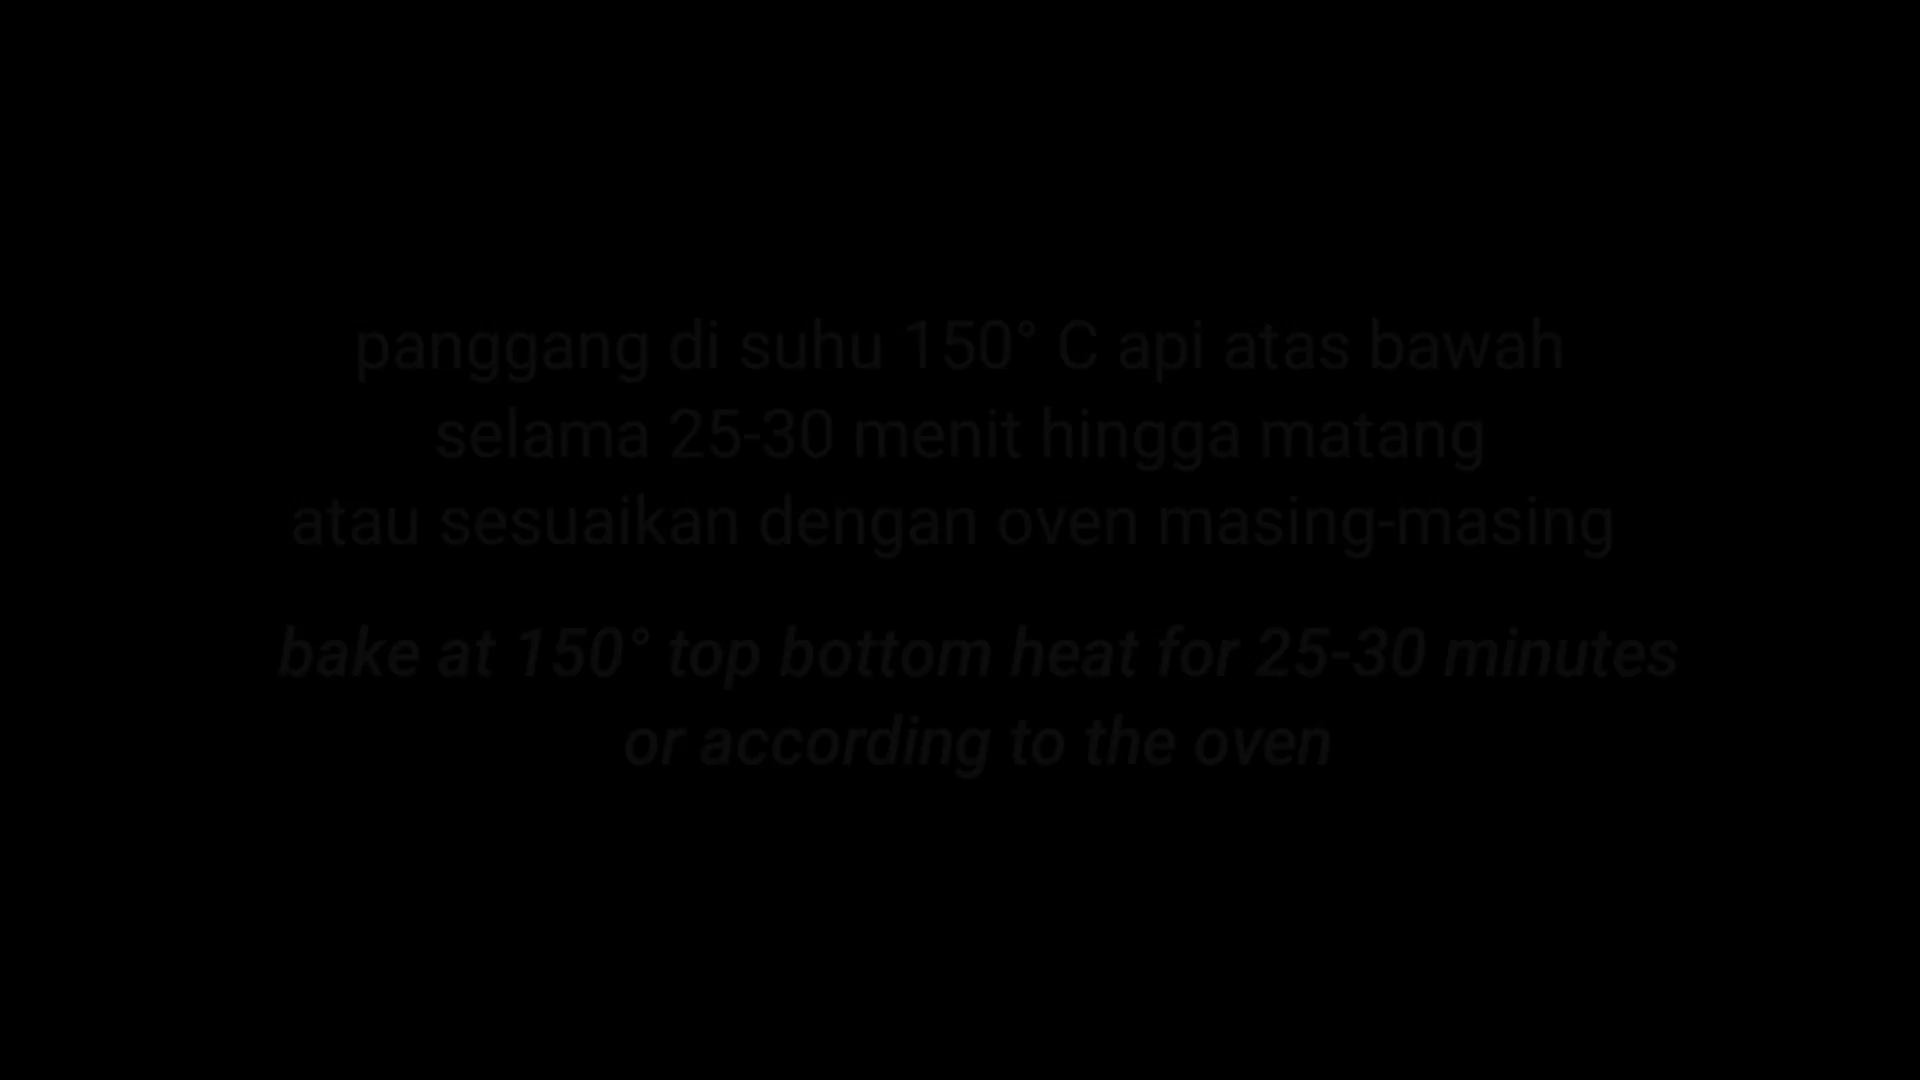 panggang di suhu 150° C api atas bawah
selama 25-30 menit hingga matang
atau sesuaikan dengan oven masing-masing
bake at 150° top bottom heat for 25-30 minutes
or according to the oven